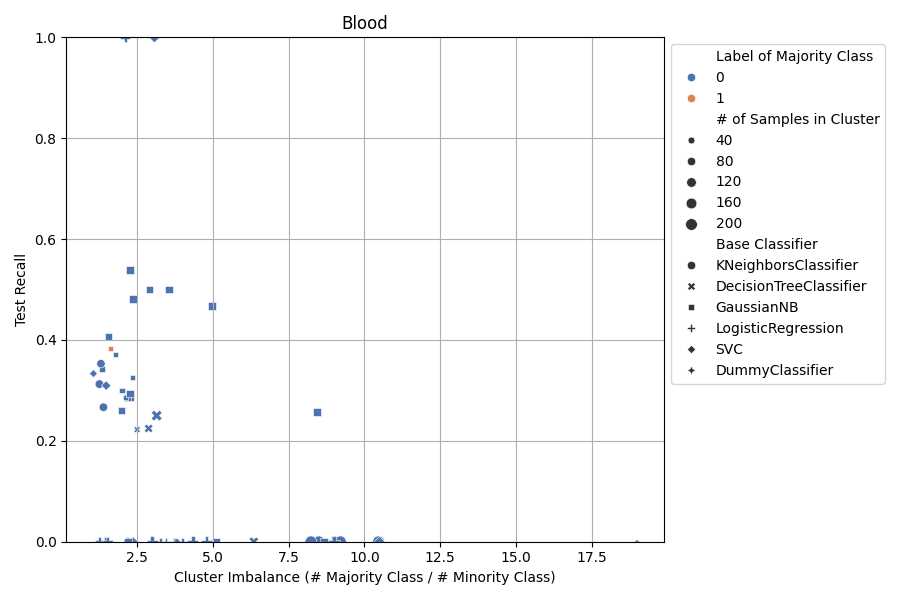 Blood
1.0
0.8
0.6
0.4
0.2
0.0
Test Recall
2.5 5.0 7.5 10.0 12.5 15.0 17.5
Cluster Imbalance (# Majority Class / # Minority Class)
Label of Majority Class
0
1
# of Samples in Cluster
40
80
120
160
200
Base Classifier
KNeighborsClassifier
DecisionTreeClassifier
GaussianNB
LogisticRegression
SVC
DummyClassifier